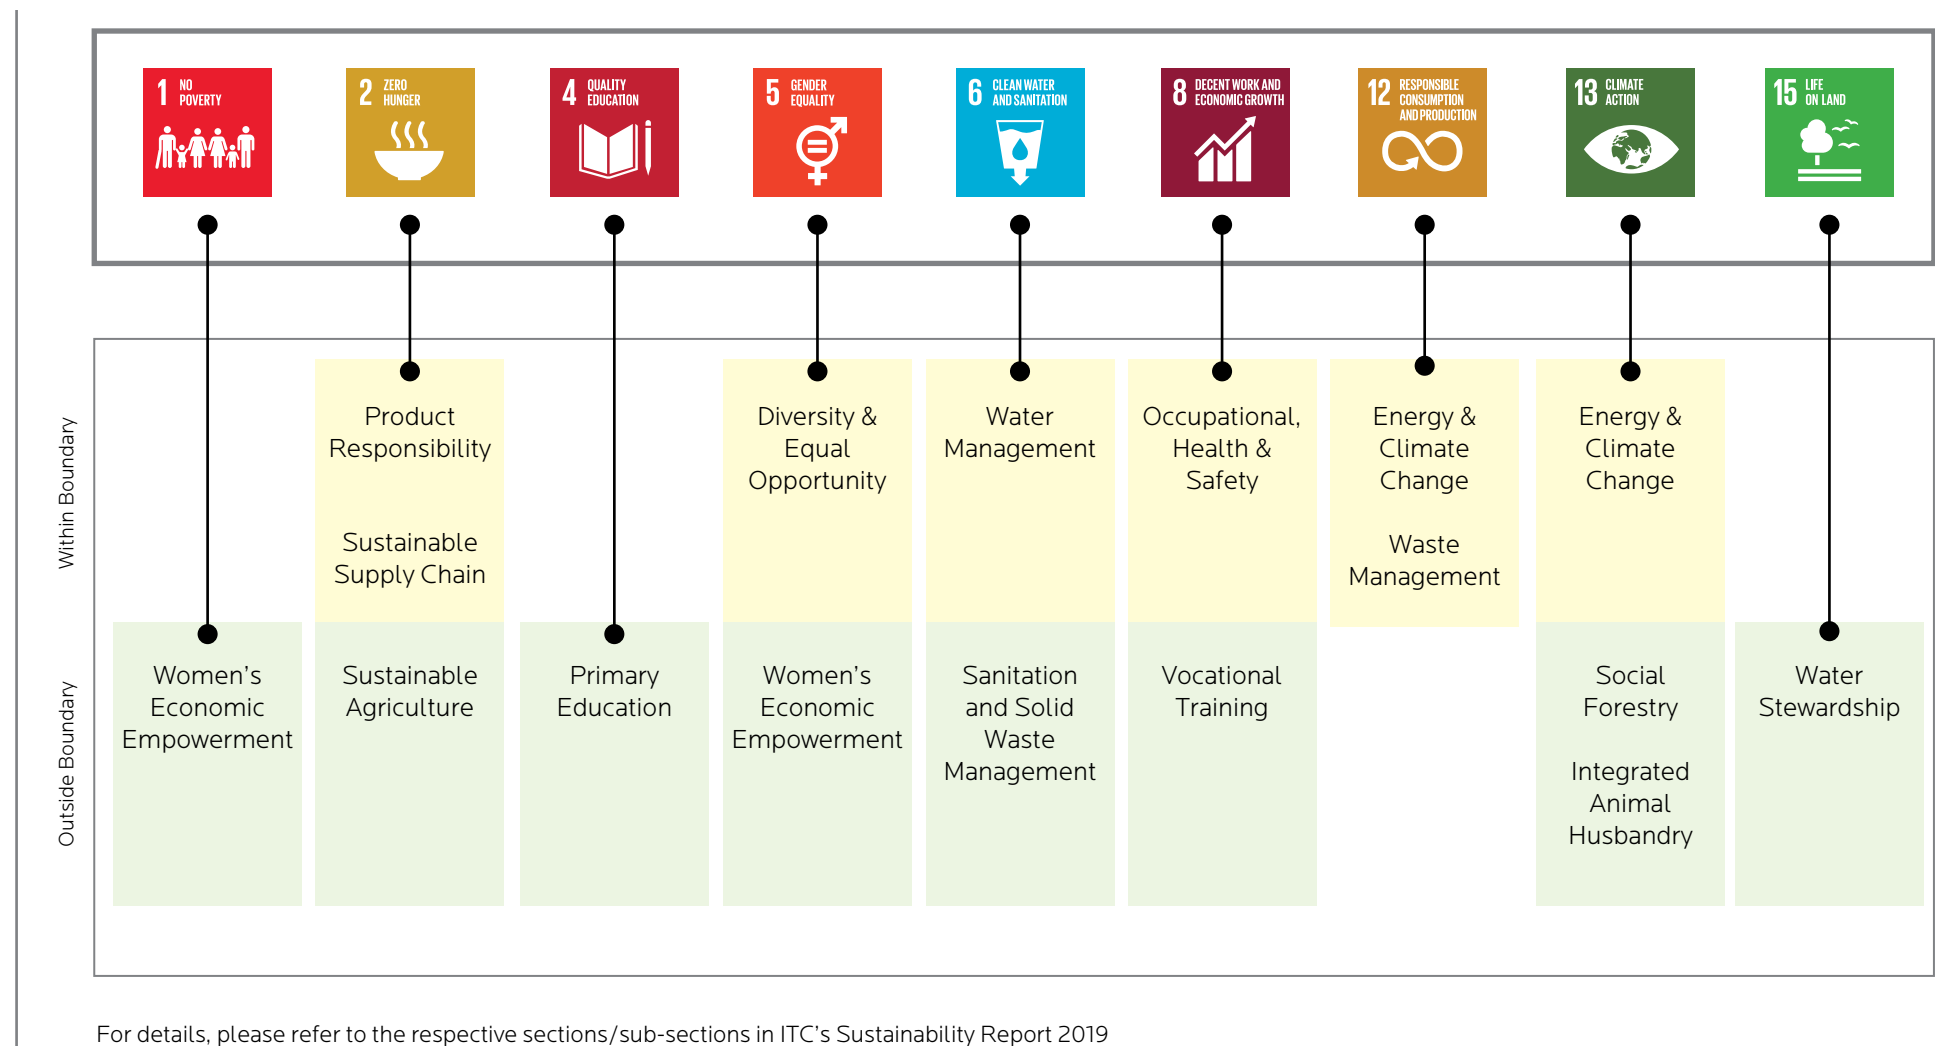 1 NO
POVERTY
2 ZERO
HUNGER
4 QUALITY
EDUCATION
5 GENDER
EQUALITY
6 CLEAN WATER
AND SANITATION
8 DECENT WORK AND
ECONOMIC GROWTH
12 RESPONSIBLE
CONSUMPTION
AND PRODUCTION
13 CLIMATE
ACTION
15 LIFE
ON LAND
Within Boundary
Product
Responsibility
Sustainable
Supply Chain
Diversity &
Equal
Opportunity
Water
Management
Occupational,
Health &
Safety
Energy &
Climate
Change
Waste
Management
Energy &
Climate
Change
Outside Boundary
Women's
Economic
Empowerment
Sustainable
Agriculture
Primary
Education
Women's
Economic
Empowerment
Sanitation
and Solid
Waste
Management
Vocational
Training
Social
Forestry
Integrated
Animal
Husbandry
Water
Stewardship
For details, please refer to the respective sections/sub-sections in ITC's Sustainability Report 2019